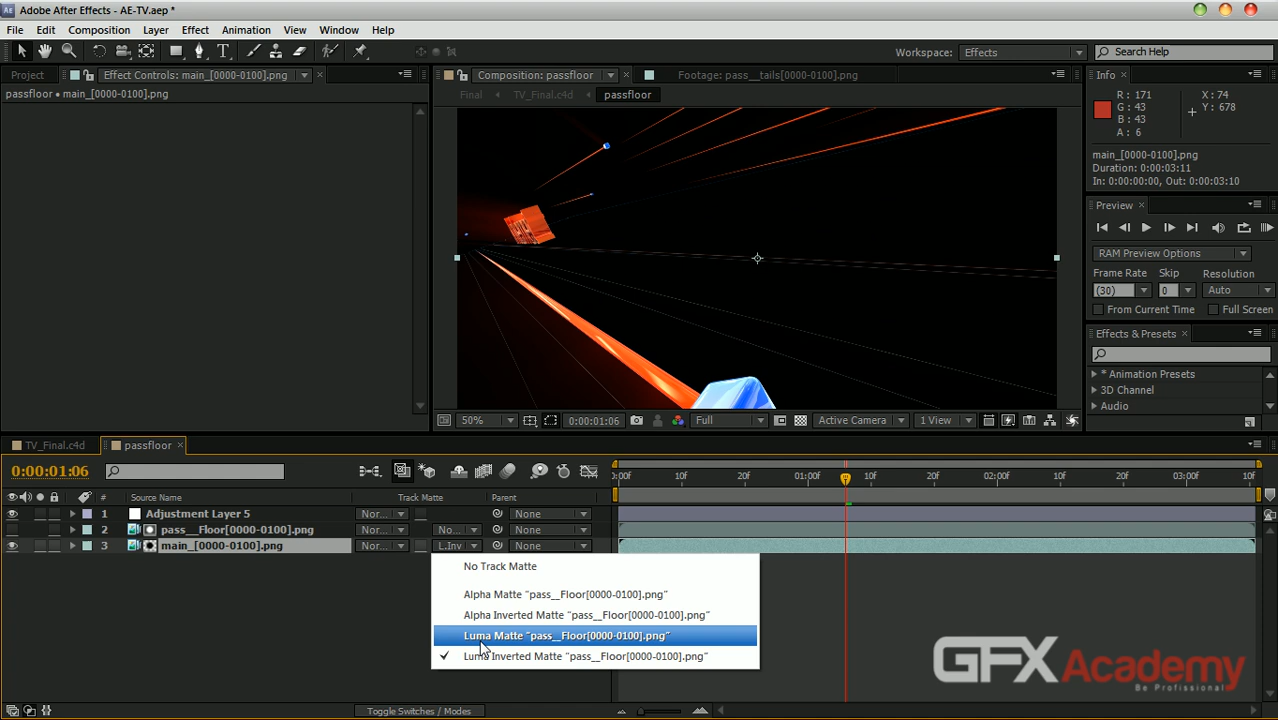 Adobe After Effects - AE-TV.aep *
File Edit Composition Layer Effect Animation View Window Help
Workspace: Effects Search Help
Project Effect Controls: main_[0000-0100].png Composition: passfloor Footage: pass__tails[0000-0100].png Info
passfloor • main_[0000-0100].png
Final TV_Final.c4d passfloor
R : 171 X : 74
G : 43 Y : 678
B : 43
A : 6
main_[0000-0100].png
Duration: 0:00:03:11
In: 0:00:00:00, Out: 0:00:03:10
Preview
RAM Preview Options
Frame Rate Skip Resolution
(30) 0 Auto
From Current Time Full Screen
Effects & Presets
* Animation Presets
3D Channel
Audio
50% 0:00:01:06 Full Active Camera 1 View
TV_Final.c4d passfloor
0:00:01:06
0:00f 10f 20f 01:00f 10f 20f 02:00f 10f 20f 03:00f 10f
# Source Name Track Matte Parent
1 Adjustment Layer 5 Nor... None
2 pass__Floor[0000-0100].png Nor... No... None
3 main_[0000-0100].png Nor... L.Inv None
No Track Matte
Alpha Matte "pass__Floor[0000-0100].png"
Alpha Inverted Matte "pass__Floor[0000-0100].png"
Luma Matte "pass__Floor[0000-0100].png"
Luma Inverted Matte "pass__Floor[0000-0100].png"
GFXAcademy
Be Profissional
Toggle Switches / Modes